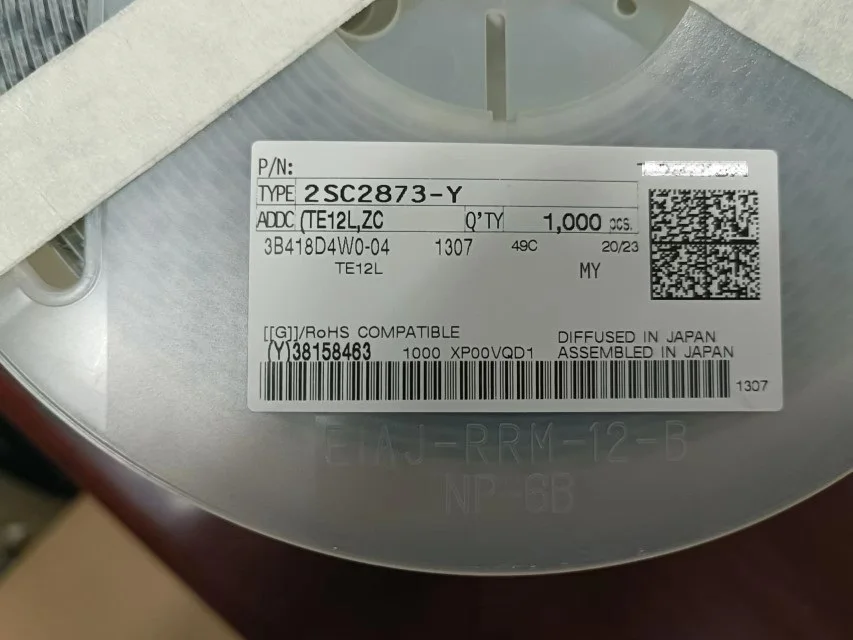 P/N:
TYPE 2SC2873-Y
ADDC (TE12L,ZC Q'TY 1,000 pcs.
3B418D4W0-04 1307 49C 20/23
TE12L MY
[[G]]/RoHS COMPATIBLE DIFFUSED IN JAPAN
(Y)38158463 1000 XP00VQD1 ASSEMBLED IN JAPAN
1307
EIAJ-RRM-12-B
NP-6B